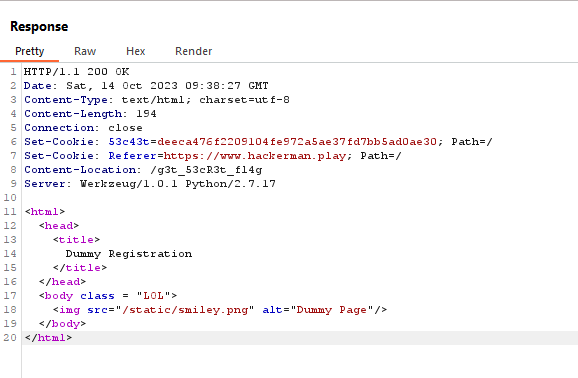 Response
Pretty Raw Hex Render
1 HTTP/1.1 200 OK
2 Date: Sat, 14 Oct 2023 09:38:27 GMT
3 Content-Type: text/html; charset=utf-8
4 Content-Length: 194
5 Connection: close
6 Set-Cookie: 53c43t=deeca476f2209104fe972a5ae37fd7bb5ad0ae30; Path=/
7 Set-Cookie: Referer=https://www.hackerman.play; Path=/
8 Content-Location: /g3t_53cR3t_fl4g
9 Server: Werkzeug/1.0.1 Python/2.7.17
10
11 <html>
12 <head>
13 <title>
14 Dummy Registration
15 </title>
16 </head>
17 <body class = "LOL">
18 <img src="/static/smiley.png" alt="Dummy Page"/>
19 </body>
20 </html>